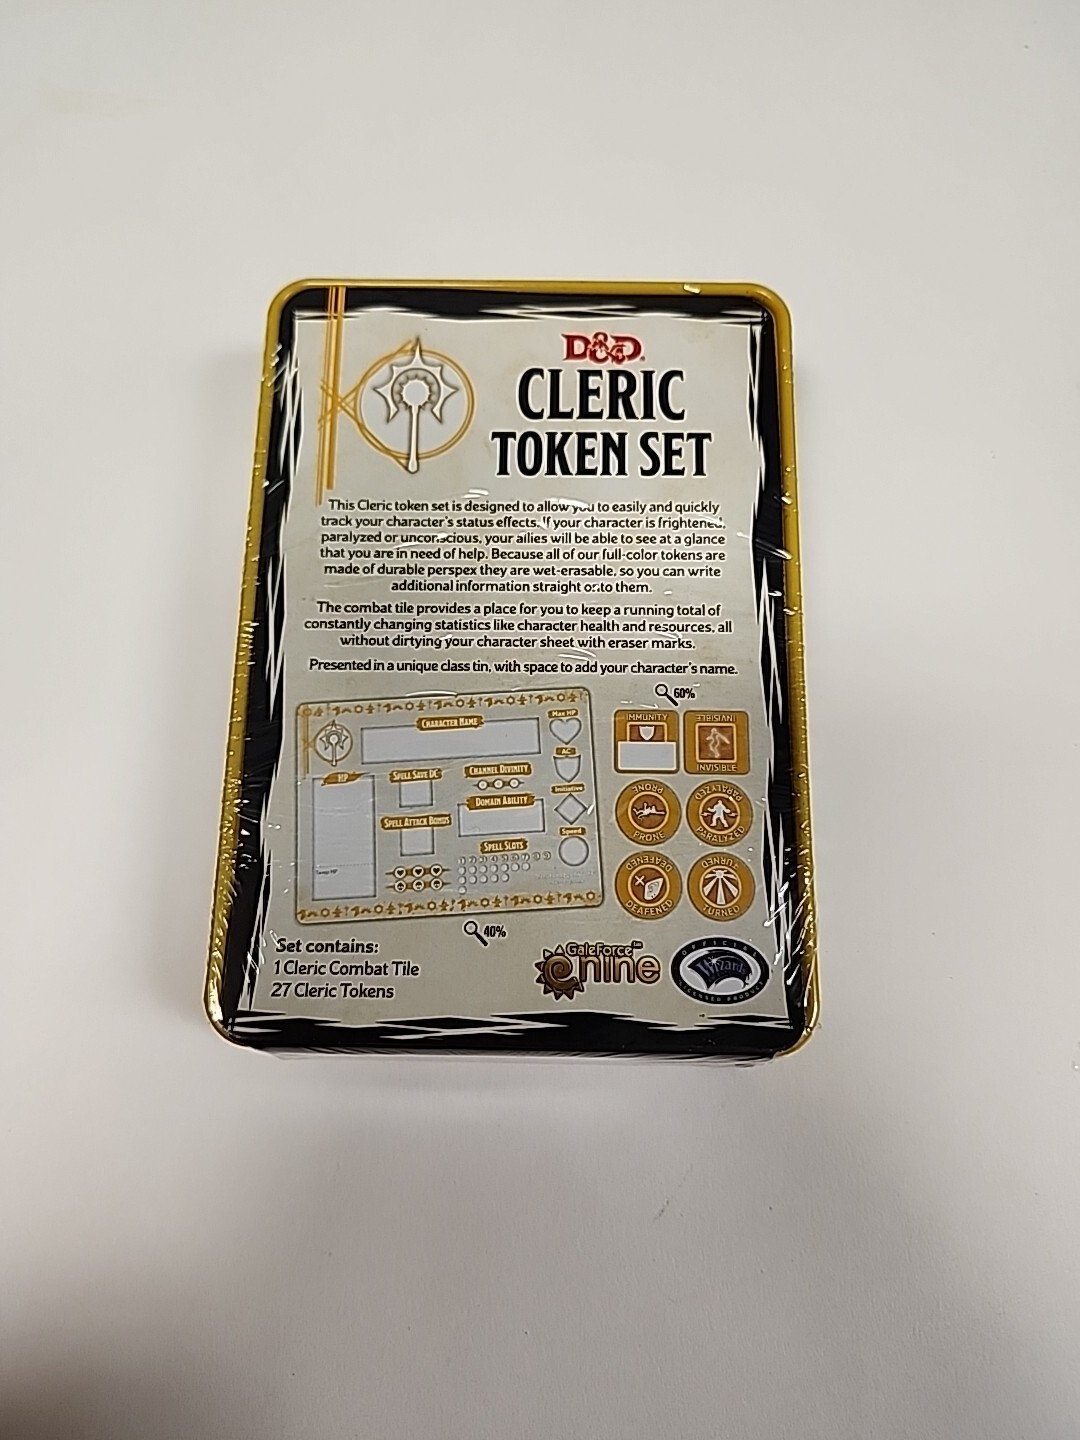 D&D
CLERIC
TOKEN SET
This Cleric token set is designed to allow you to easily and quickly
track your character's status effects. If your character is frightened,
paralyzed or unconscious, your allies will be able to see at a glance
that you are in need of help. Because all of our full-color tokens are
made of durable perspex they are wet-erasable, so you can write
additional information straight onto them.
The combat tile provides a place for you to keep a running total of
constantly changing statistics like character health and resources, all
without dirtying your character sheet with eraser marks.
Presented in a unique class tin, with space to add your character's name.
60%
CHARACTER NAME
Max HP
AC
Initiative
Speed
HP
SPELL SAVE DC
CHANNEL DIVINITY
DOMAIN ABILITY
SPELL ATTACK BONUS
SPELL SLOTS
Temp HP
IMMUNITY
INVISIBLE
INVISIBLE
PRONE
PRONE
PARALYZED
PARALYZED
DEAFENED
DEAFENED
TURNED
TURNED
40%
Set contains:
1 Cleric Combat Tile
27 Cleric Tokens
GaleForce
nine
OFFICIAL
Wizards
LICENSED PRODUCT